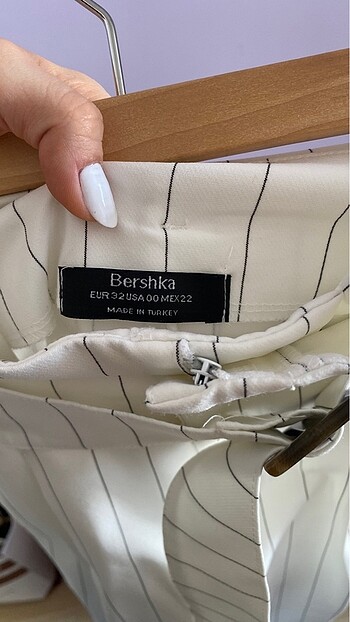 Bershka
EUR 32 USA 00 MEX 22
MADE IN TURKEY